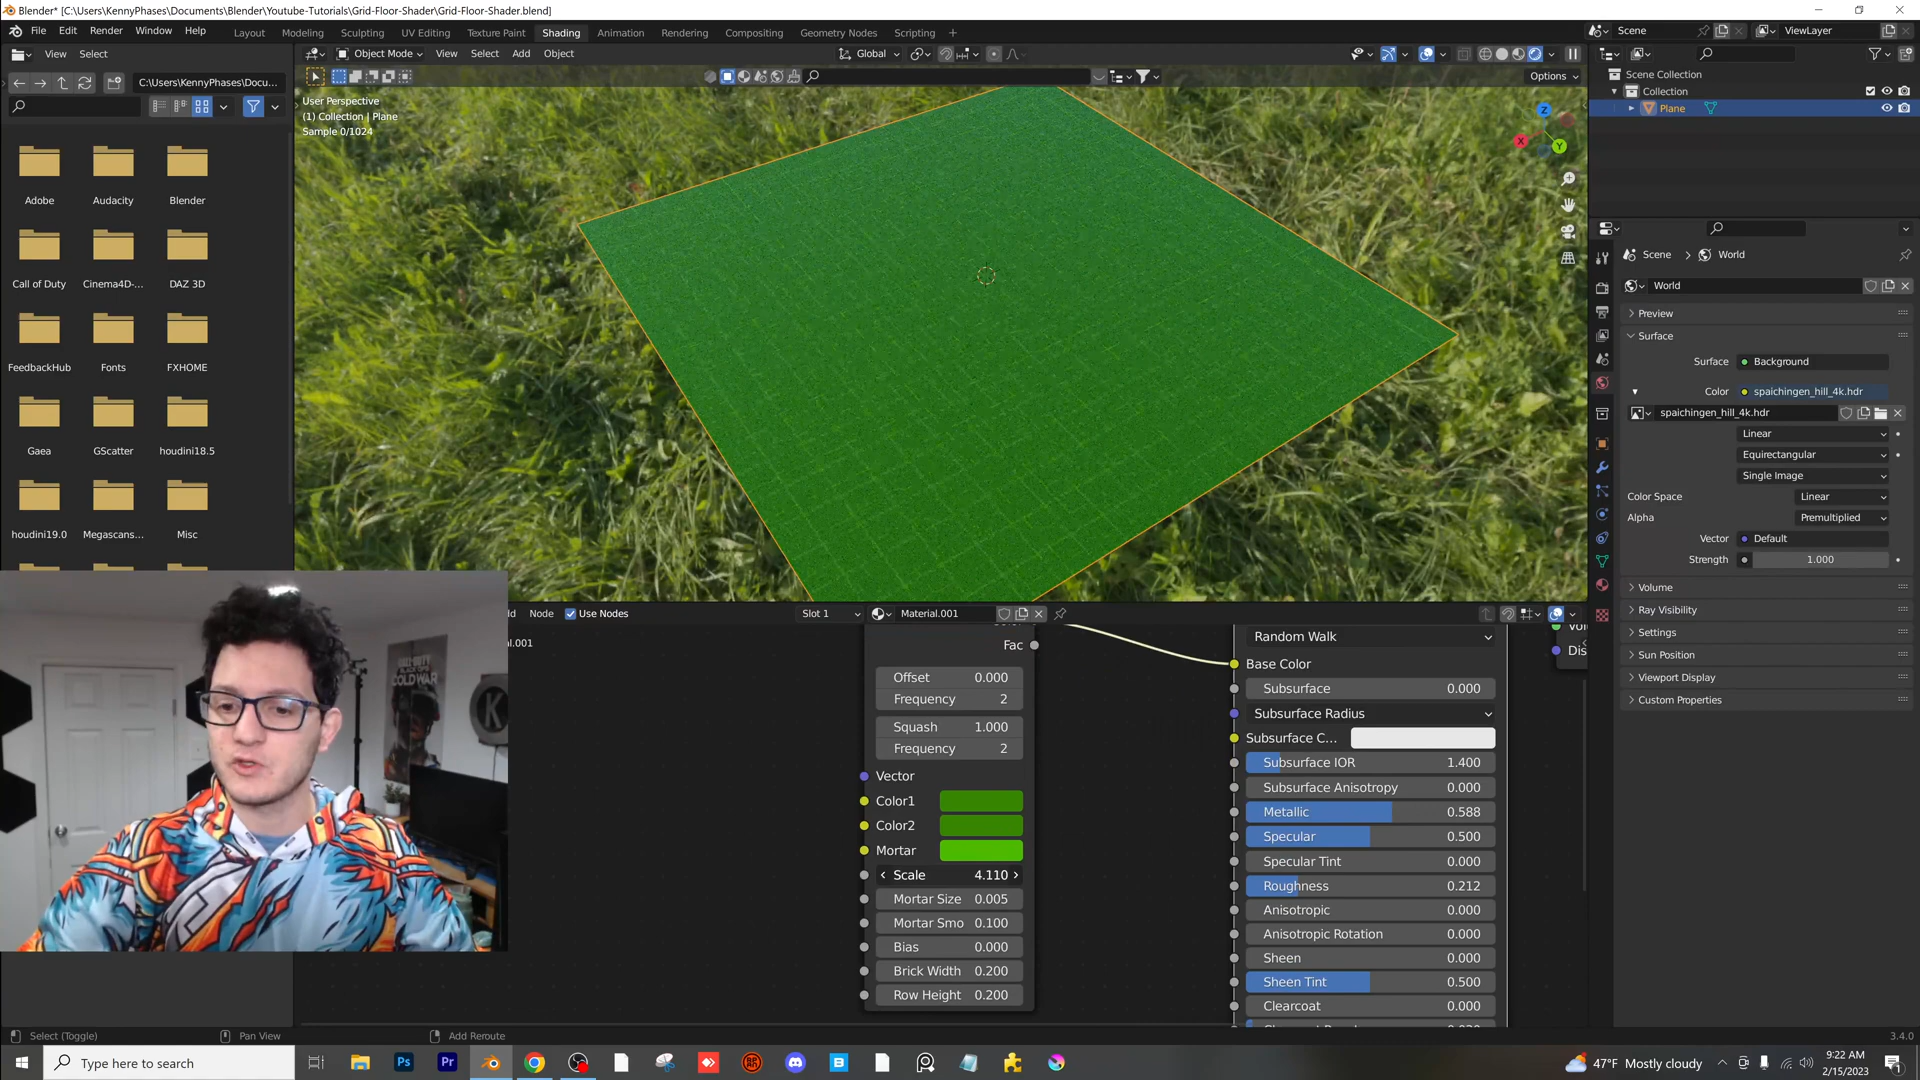 Blender* [C:\Users\KennyPhases\Documents\Blender\Youtube-Tutorials\Grid-Floor-Shader\Grid-Floor-Shader.blend]
File Edit Render Window Help Layout Modeling Sculpting UV Editing Texture Paint Shading Animation Rendering Compositing Geometry Nodes Scripting + Scene ViewLayer
View Select Object Mode View Select Add Object Global
C:\Users\KennyPhases\Docu... Options
User Perspective
(1) Collection | Plane
Sample 0/1024
Z
X
Y
Adobe Audacity Blender
Call of Duty Cinema4D-... DAZ 3D
FeedbackHub Fonts FXHOME
Gaea GScatter houdini18.5
houdini19.0 Megascans... Misc
Scene Collection
Collection
Plane
Scene > World
World
Preview
Surface
Surface Background
Color spaichingen_hill_4k.hdr
spaichingen_hill_4k.hdr
Linear
Equirectangular
Single Image
Color Space Linear
Alpha Premultiplied
Vector Default
Strength 1.000
Volume
Ray Visibility
Settings
Sun Position
Viewport Display
Custom Properties
Node Use Nodes Slot 1 Material.001
Fac
Offset 0.000
Frequency 2
Squash 1.000
Frequency 2
Vector
Color1
Color2
Mortar
Scale 4.110
Mortar Size 0.005
Mortar Smo 0.100
Bias 0.000
Brick Width 0.200
Row Height 0.200
Random Walk
Base Color
Subsurface 0.000
Subsurface Radius
Subsurface C...
Subsurface IOR 1.400
Subsurface Anisotropy 0.000
Metallic 0.588
Specular 0.500
Specular Tint 0.000
Roughness 0.212
Anisotropic 0.000
Anisotropic Rotation 0.000
Sheen 0.000
Sheen Tint 0.500
Clearcoat 0.000
Dis
CALL OF DUTY
COLD WAR
Select (Toggle) Pan View Add Reroute 3.4.0
Type here to search
Ps Pr
47°F Mostly cloudy
9:22 AM
2/15/2023